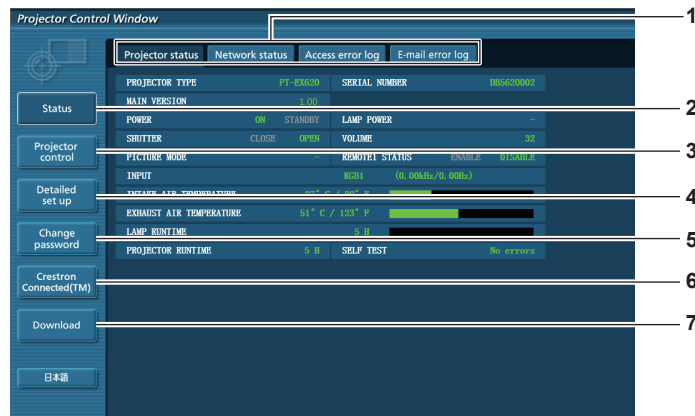 Projector Control Window
1
Projector status Network status Access error log E-mail error log
PROJECTOR TYPE PT-EX620 SERIAL NUMBER DB5620002
MAIN VERSION 1.00
Status
2
POWER ON STANDBY LAMP POWER -
SHUTTER CLOSE OPEN VOLUME 32
Projector control
3
PICTURE MODE - REMOTE1 STATUS ENABLE DISABLE
INPUT RGB1 (0.00kHz/0.00Hz)
Detailed set up
4
INTAKE AIR TEMPERATURE
EXHAUST AIR TEMPERATURE 51° C / 123° F
LAMP RUNTIME 5 H
Change password
5
PROJECTOR RUNTIME 5 H SELF TEST No errors
Crestron Connected(TM)
6
Download
7
日本語